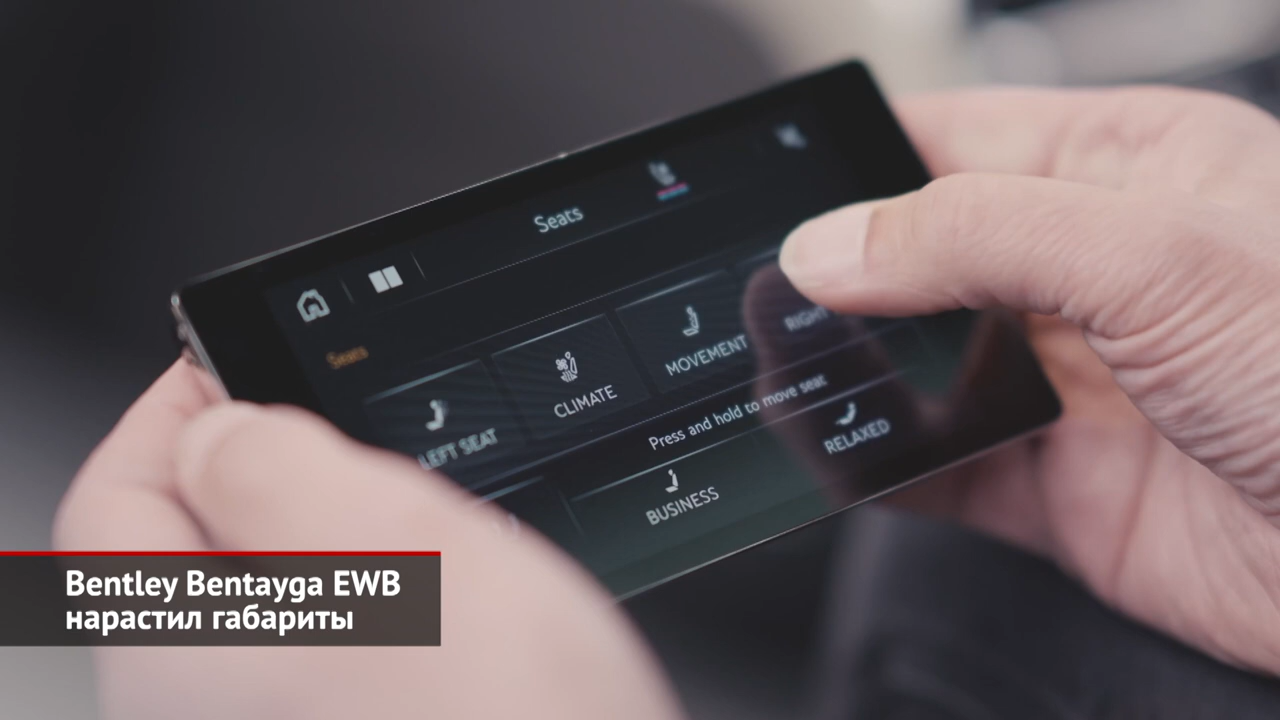 Seats
Seats
LEFT SEAT
CLIMATE
MOVEMENT
RIGHT
Press and hold to move seat
BUSINESS
RELAXED
Bentley Bentayga EWB
нарастил габариты